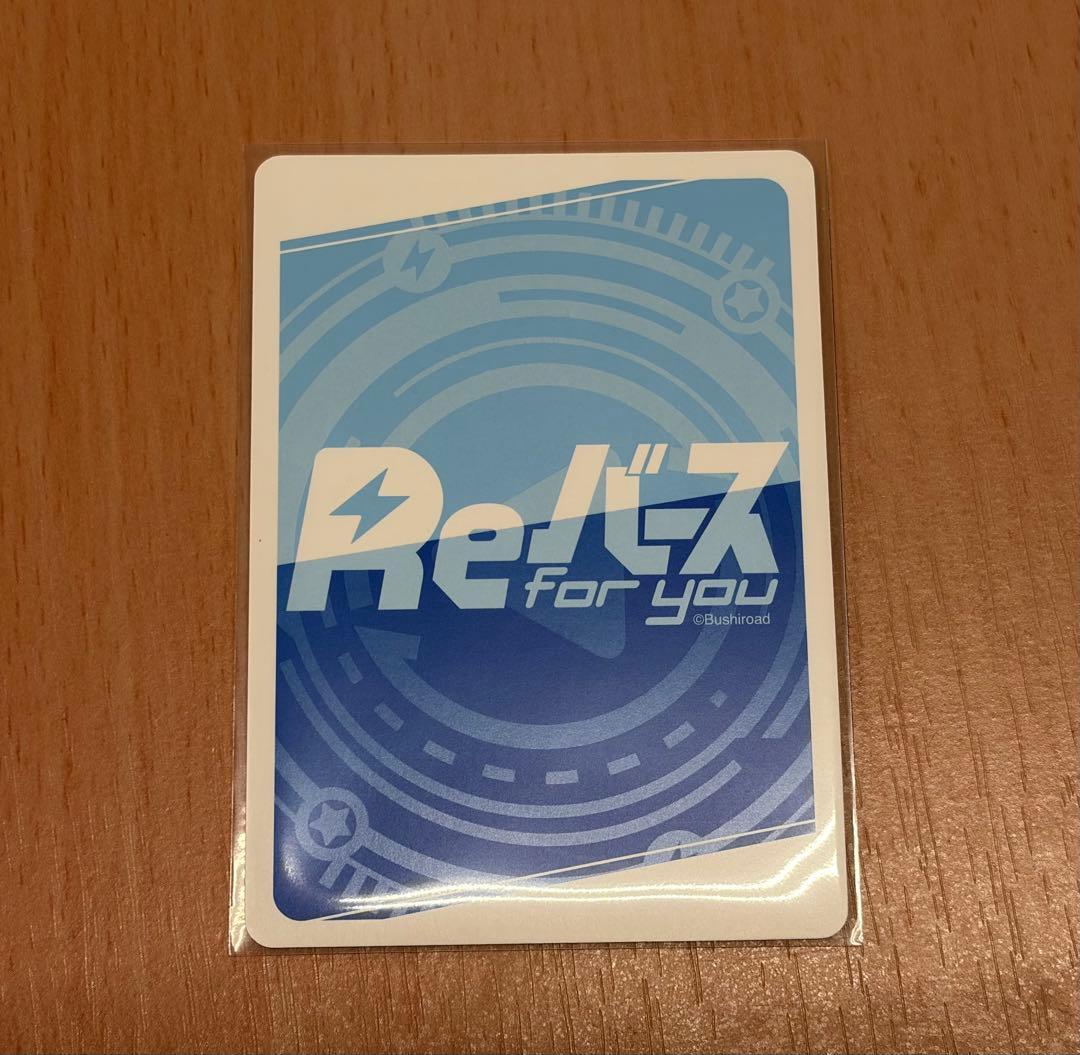 Reバース
for you
©Bushiroad